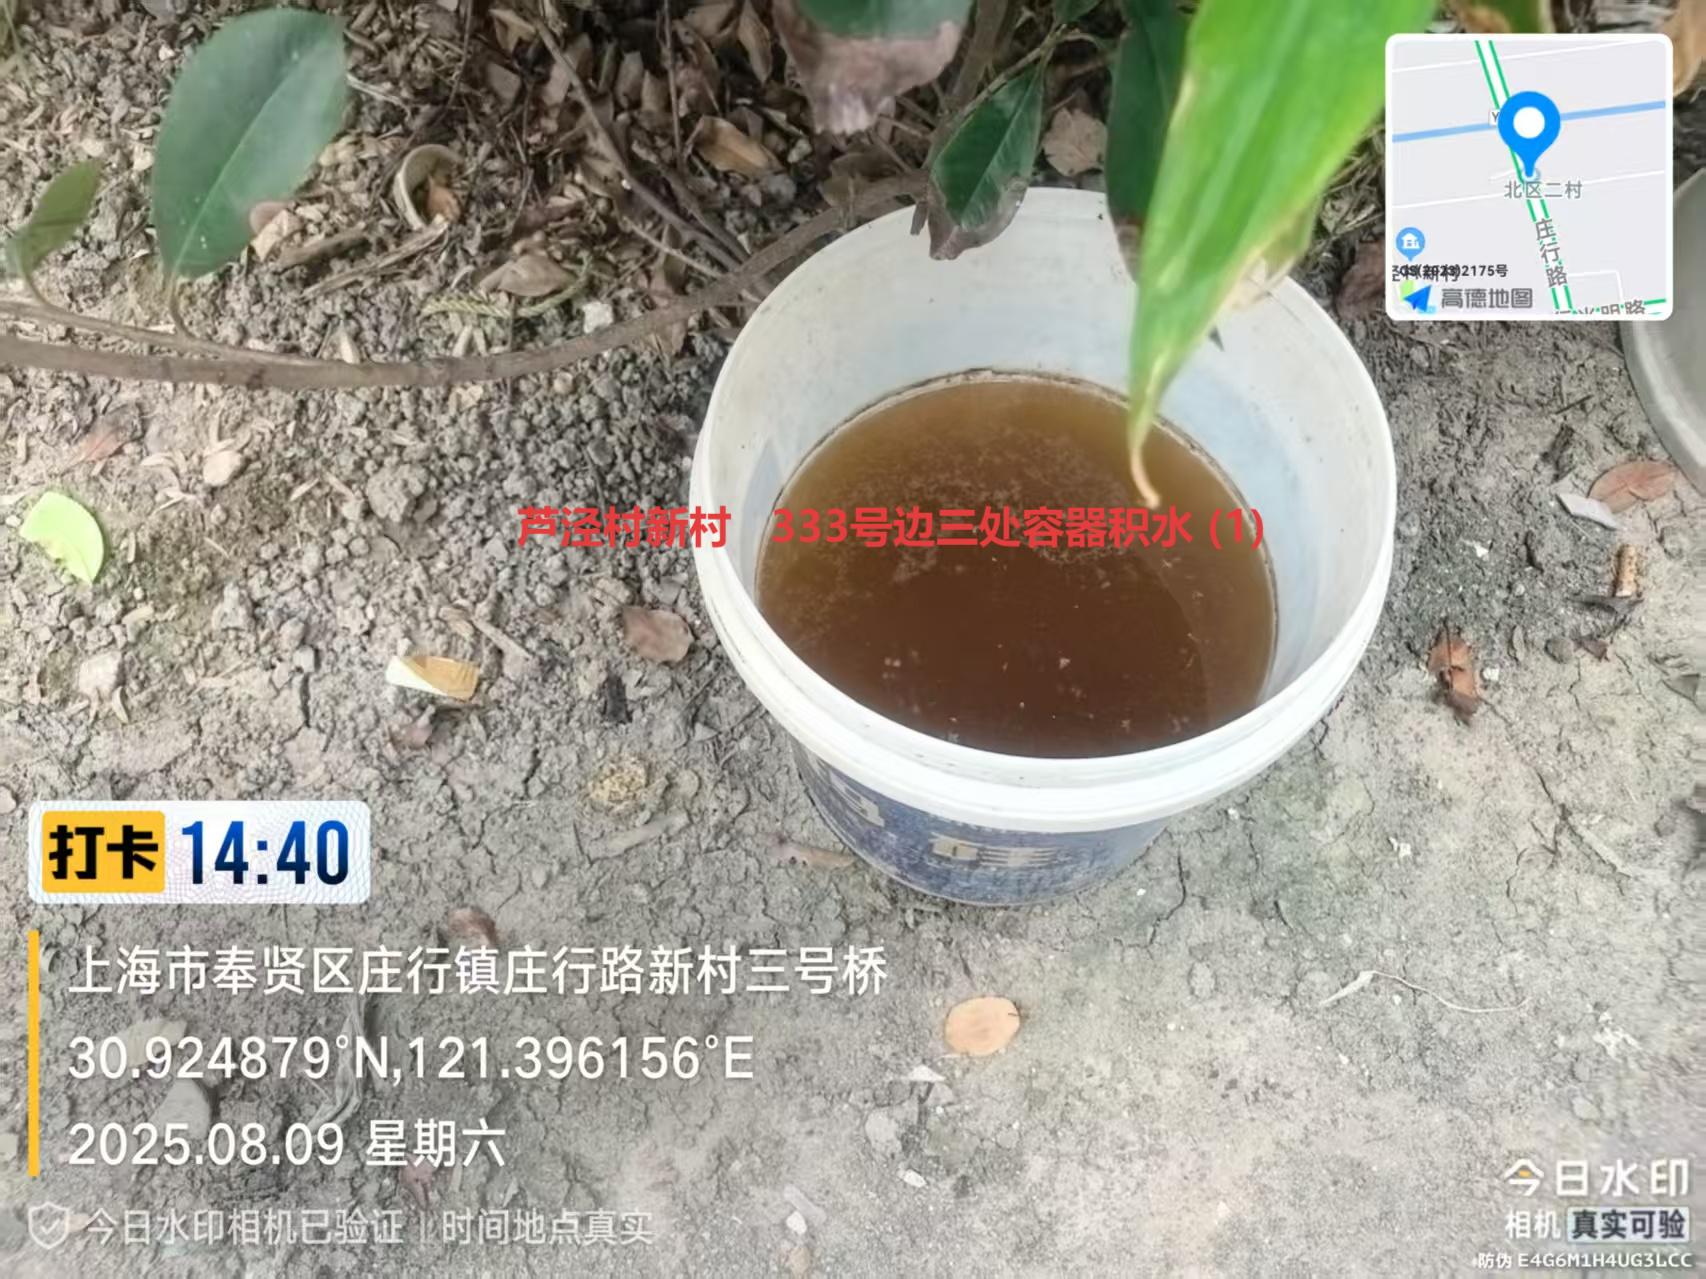 北区二村
庄行路
GS(2023)2175号
高德地图
芦泾村新村 333号边三处容器积水 (1)
打卡 14:40
上海市奉贤区庄行镇庄行路新村三号桥
30.924879°N,121.396156°E
2025.08.09 星期六
今日水印相机已验证 | 时间地点真实
今日水印
相机 真实可验
防伪 E4G6M1H4UG3LCC